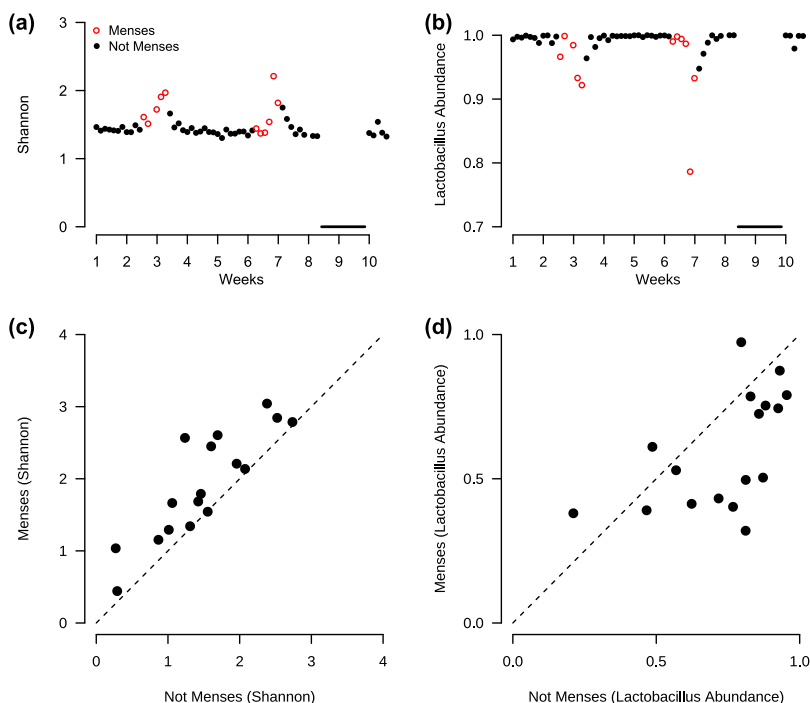 (a)
Menses
Not Menses
Shannon
3
2
1
0
1 2 3 4 5 6 7 8 9 10
Weeks
(b)
Lactobacillus Abundance
1.0
0.9
0.8
0.7
1 2 3 4 5 6 7 8 9 10
Weeks
(c)
Menses (Shannon)
4
3
2
1
0
0 1 2 3 4
Not Menses (Shannon)
(d)
Menses (Lactobacillus Abundance)
1.0
0.5
0.0
0.0 0.5 1.0
Not Menses (Lactobacillus Abundance)